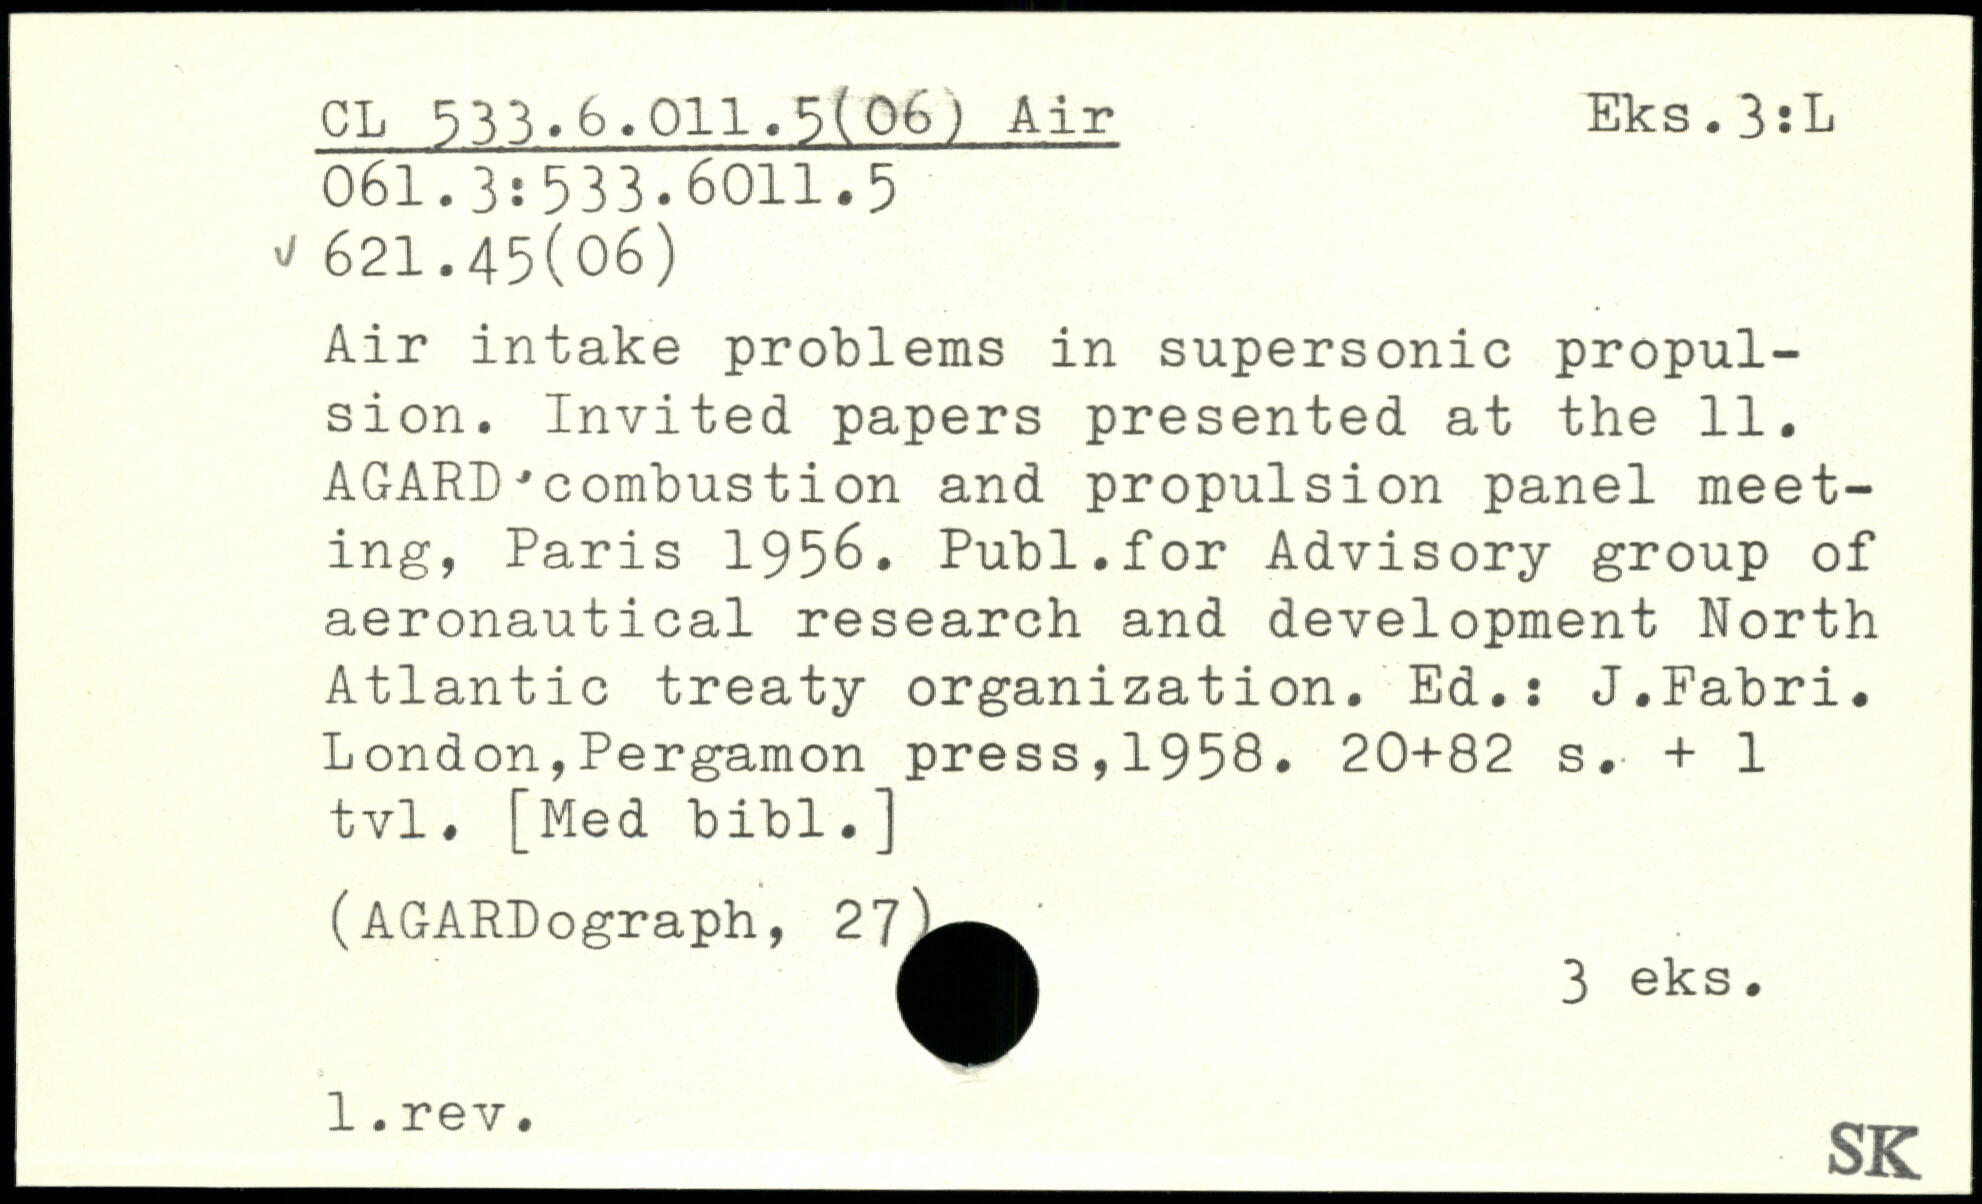 CL 533.6.011.5(06) Air
Eks.3:L
061.3:533.6011.5
✓ 621.45(06)
Air intake problems in supersonic propul-
sion. Invited papers presented at the 11.
AGARD combustion and propulsion panel meet-
ing, Paris 1956. Publ.for Advisory group of
aeronautical research and development North
Atlantic treaty organization. Ed.: J.Fabri.
London,Pergamon press,1958. 20+82 s. + 1
tvl. [Med bibl.]
(AGARDograph, 27)
3 eks.
1.rev.
SK